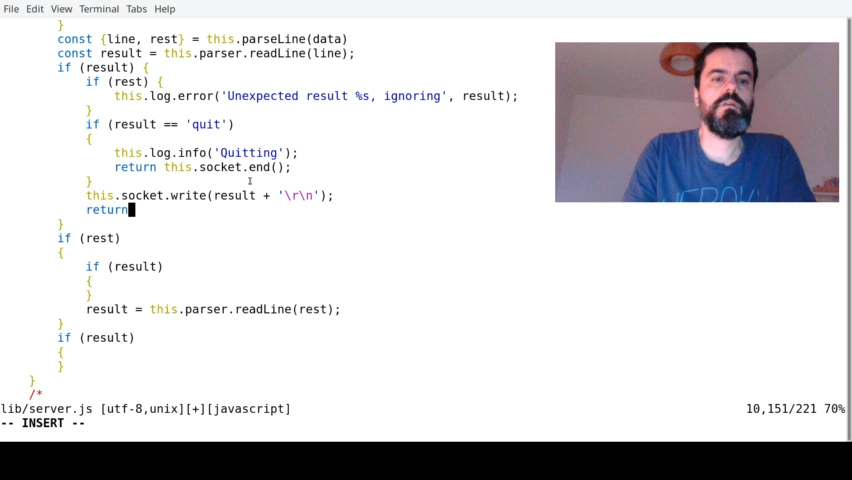 File Edit View Terminal Tabs Help
}
const {line, rest} = this.parseLine(data)
const result = this.parser.readLine(line);
if (result) {
if (rest) {
this.log.error('Unexpected result %s, ignoring', result);
}
if (result == 'quit')
{
this.log.info('Quitting');
return this.socket.end();
}
this.socket.write(result + '\r\n');
return
}
if (rest)
{
if (result)
{
}
result = this.parser.readLine(rest);
}
if (result)
{
}
}
/*
lib/server.js [utf-8,unix][+][javascript] 10,151/221 70%
-- INSERT --